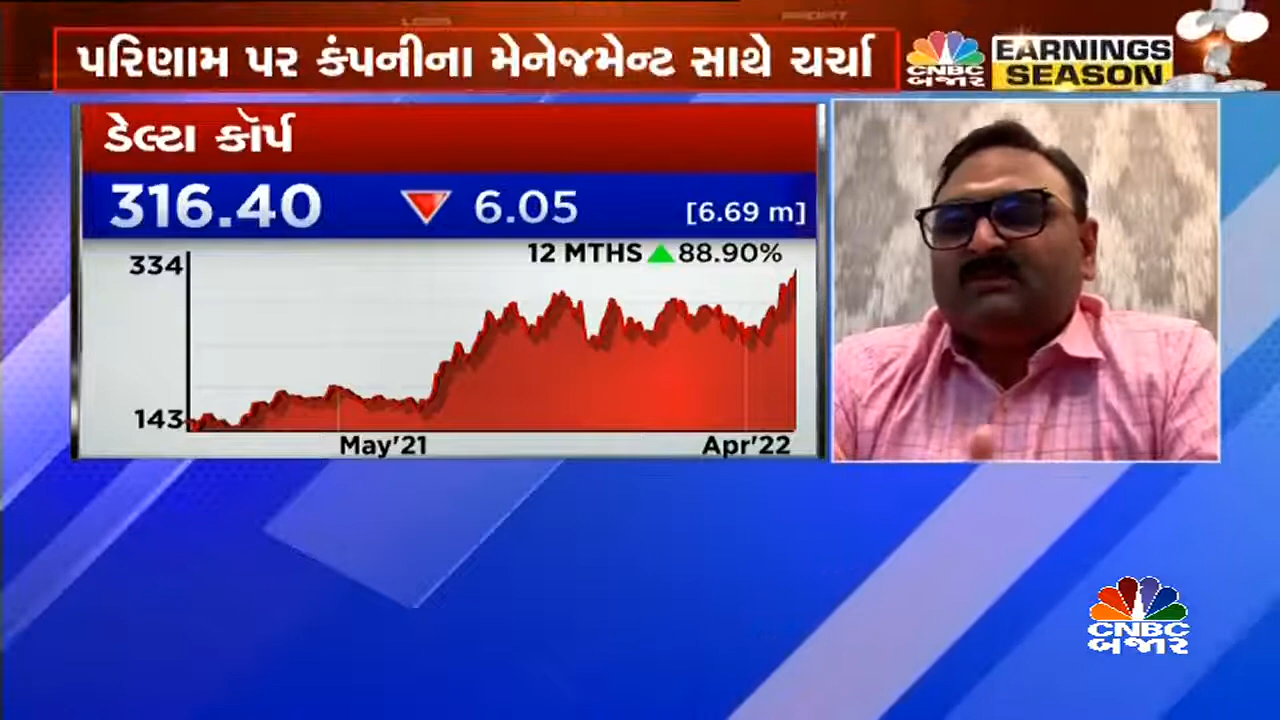 પરિણામ પર કંપનીના મેનેજમેન્ટ સાથે ચર્ચા
CNBC
બજાર
EARNINGS
SEASON
ડેલ્ટા કૉર્પ
316.40 6.05 [6.69 m]
12 MTHS 88.90%
334
143
May'21 Apr'22
CNBC
બજાર